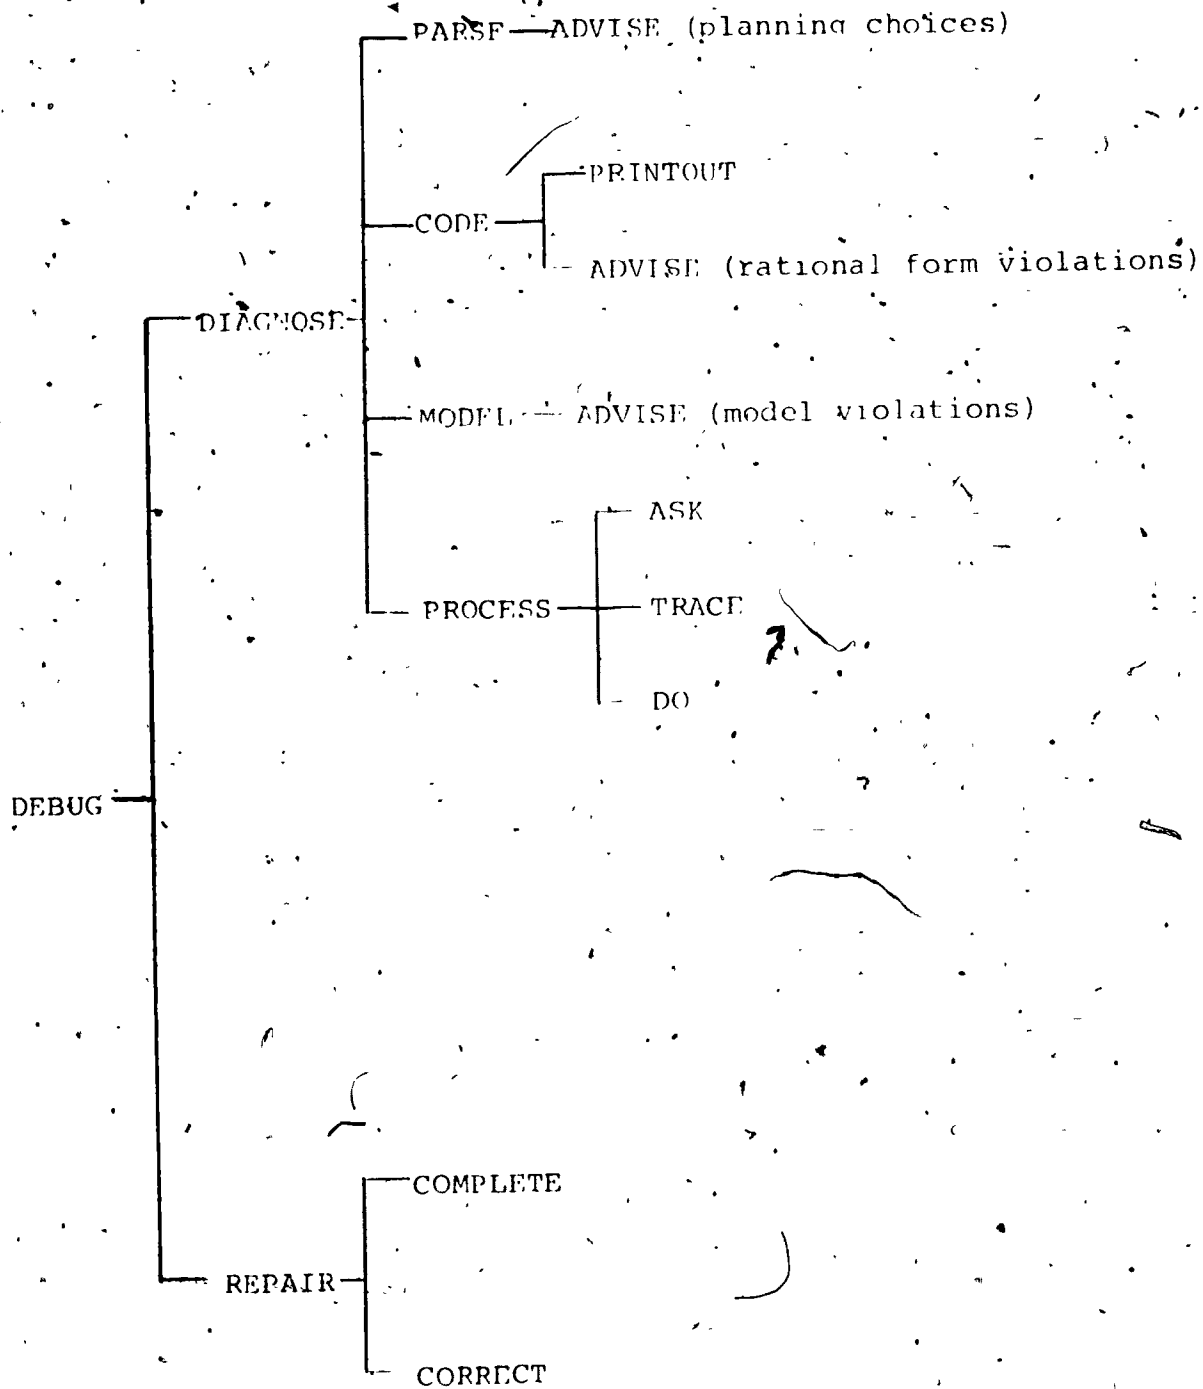 PARSE ADVISE (planning choices)
PRINTOUT
CODE
ADVISE (rational form violations)
DIAGNOSE
MODEL ADVISE (model violations)
ASK
PROCESS TRACE
DO
DEBUG
COMPLETE
REPAIR
CORRECT